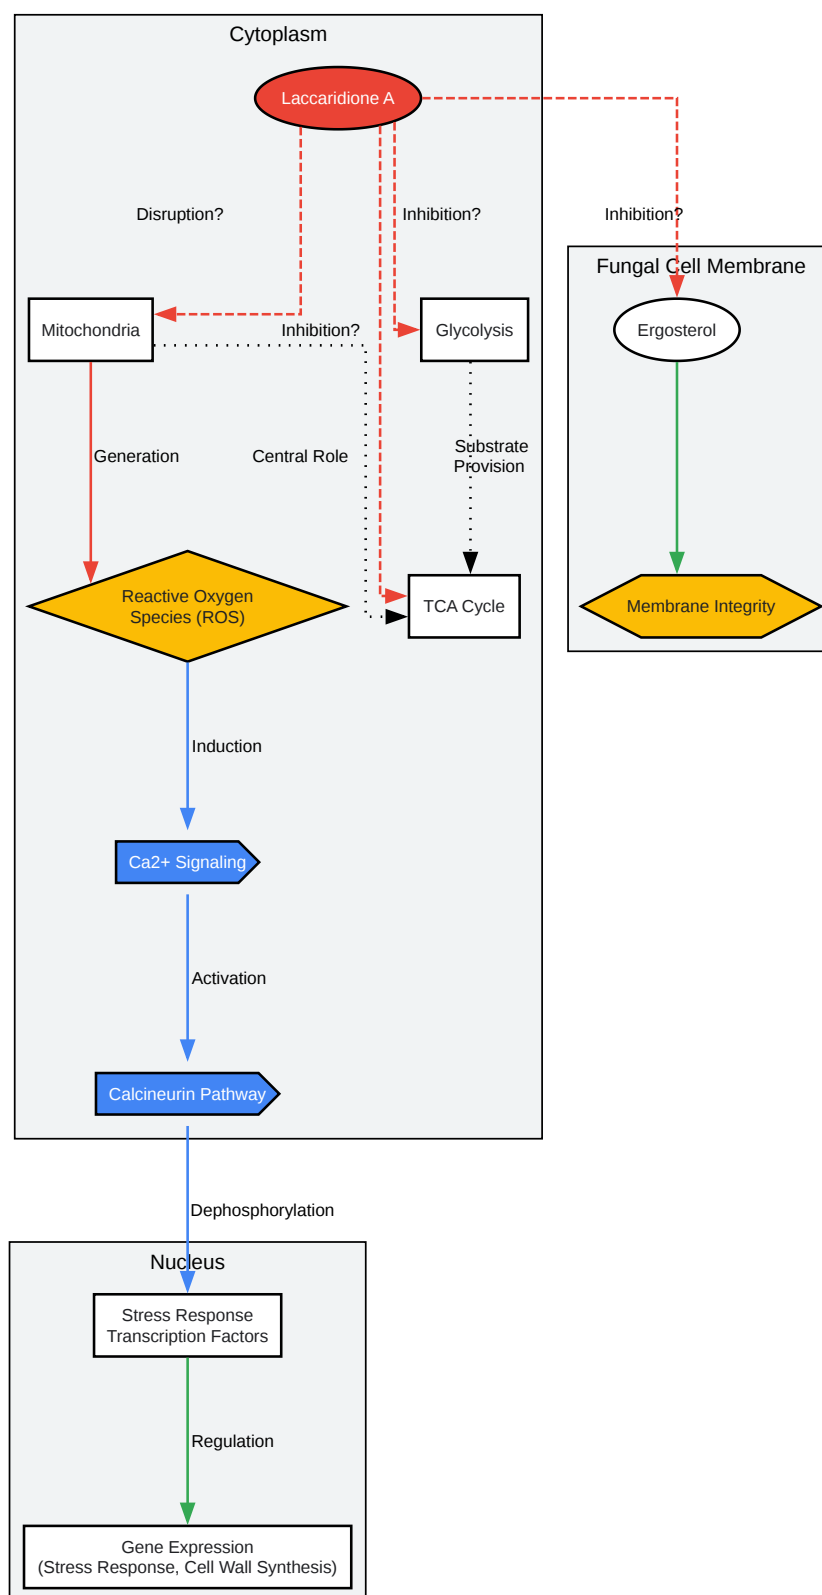 Cytoplasm
Laccaridione A
Disruption?
Inhibition?
Inhibition?
Fungal Cell Membrane
Mitochondria
Inhibition?
Glycolysis
Ergosterol
Generation
Central Role
Substrate
Provision
Reactive Oxygen
Species (ROS)
TCA Cycle
Membrane Integrity
Induction
Ca2+ Signaling
Activation
Calcineurin Pathway
Dephosphorylation
Nucleus
Stress Response
Transcription Factors
Regulation
Gene Expression
(Stress Response, Cell Wall Synthesis)